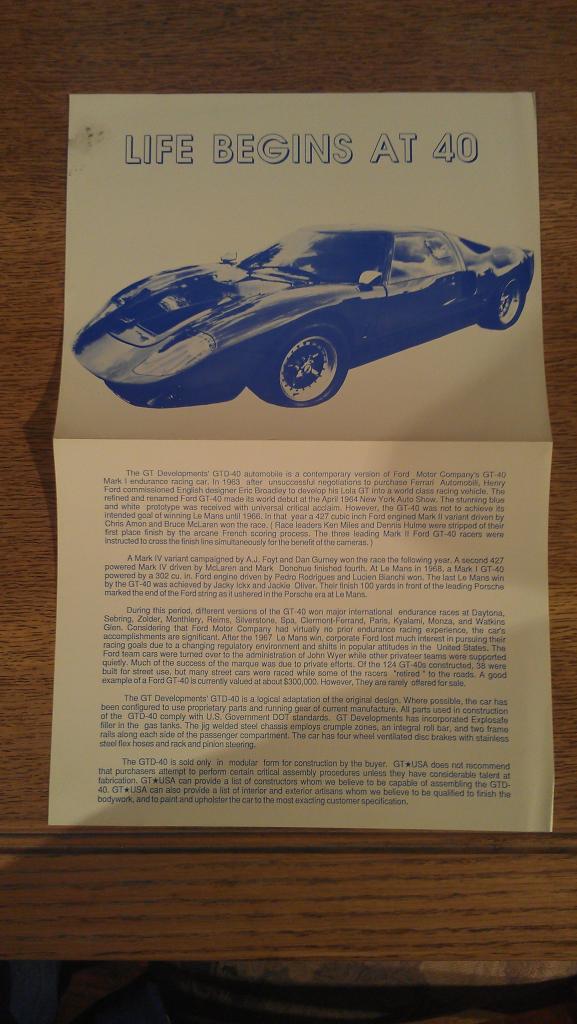 LIFE BEGINS AT 40
The GT Developments' GTD-40 automobile is a contemporary version of Ford Motor Company's GT-40
Mark I endurance racing car. In 1963 after unsuccessful negotiations to purchase Ferrari Automobili, Henry
Ford commissioned English designer Eric Broadley to develop his Lola GT into a world class racing vehicle. The
refined and renamed Ford GT-40 made its world debut at the April 1964 New York Auto Show. The stunning blue
and white prototype was received with universal critical acclaim. However, the GT-40 was not to achieve its
intended goal of winning Le Mans until 1966. In that year a 427 cubic inch Ford engined Mark II variant driven by
Chris Amon and Bruce McLaren won the race. ( Race leaders Ken Miles and Dennis Hulme were stripped of their
first place finish by the arcane French scoring process. The three leading Mark II Ford GT-40 racers were
instructed to cross the finish line simultaneously for the benefit of the cameras. )
A Mark IV variant campaigned by A.J. Foyt and Dan Gurney won the race the following year. A second 427
powered Mark IV driven by McLaren and Mark Donohue finished fourth. At Le Mans in 1968, a Mark I GT-40
powered by a 302 cu. in. Ford engine driven by Pedro Rodrigues and Lucien Bianchi won. The last Le Mans win
by the GT-40 was achieved by Jacky Ickx and Jackie Oliver. Their finish 100 yards in front of the leading Porsche
marked the end of the Ford string as it ushered in the Porsche era at Le Mans.
During this period, different versions of the GT-40 won major international endurance races at Daytona,
Sebring, Zolder, Monthlery, Reims, Silverstone, Spa, Clermont-Ferrand, Paris, Kyalami, Monza, and Watkins
Glen. Considering that Ford Motor Company had virtually no prior endurance racing experience, the car's
accomplishments are significant. After the 1967 Le Mans win, corporate Ford lost much interest in pursuing their
racing goals due to a changing regulatory environment and shifts in popular attitudes in the United States. The
Ford team cars were turned over to the administration of John Wyer while other privateer teams were supported
quietly. Much of the success of the marque was due to private efforts. Of the 124 GT-40s constructed, 38 were
built for street use, but many street cars were raced while some of the racers "retired " to the roads. A good
example of a Ford GT-40 is currently valued at about $300,000. However, They are rarely offered for sale.
The GT Developments' GTD-40 is a logical adaptation of the original design. Where possible, the car has
been configured to use proprietary parts and running gear of current manufacture. All parts used in construction
of the GTD-40 comply with U.S. Government DOT standards. GT Developments has incorporated Explosafe
filler in the gas tanks. The jig welded steel chassis employs crumple zones, an integral roll bar, and two frame
rails along each side of the passenger compartment. The car has four wheel ventilated disc brakes with stainless
steel flex hoses and rack and pinion steering.
The GTD-40 is sold only in modular form for construction by the buyer. GT★USA does not recommend
that purchasers attempt to perform certain critical assembly procedures unless they have considerable talent at
fabrication. GT★USA can provide a list of constructors whom we believe to be capable of assembling the GTD-
40. GT★USA can also provide a list of interior and exterior artisans whom we believe to be qualified to finish the
bodywork, and to paint and upholster the car to the most exacting customer specification.